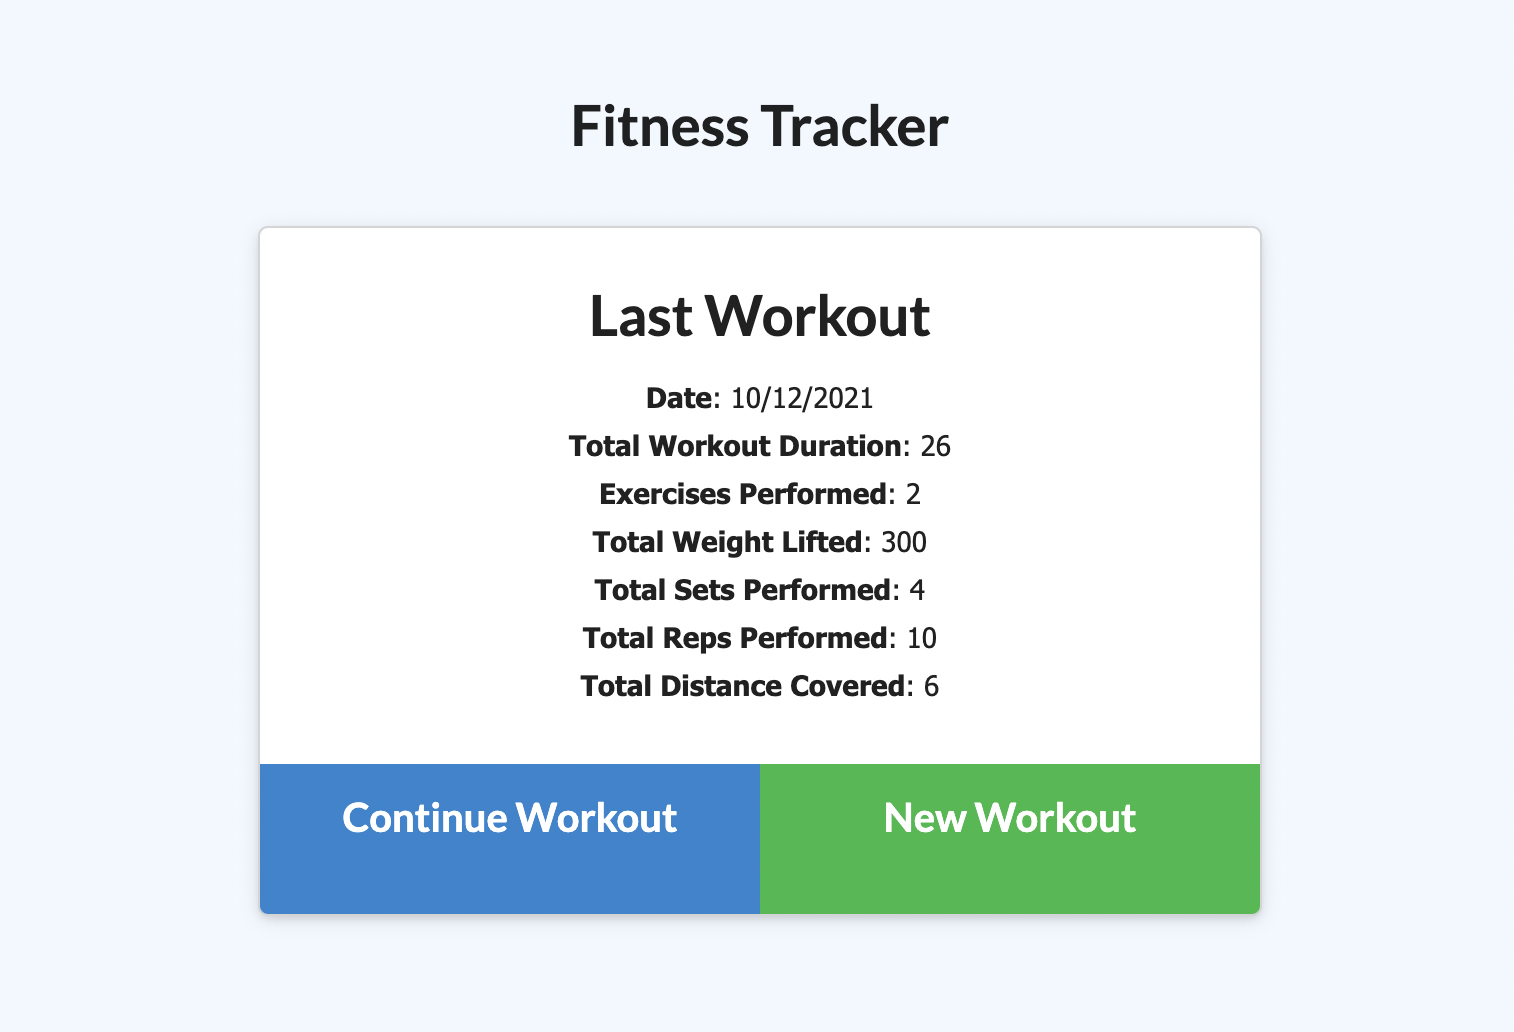 Fitness Tracker
Last Workout
Date: 10/12/2021
Total Workout Duration: 26
Exercises Performed: 2
Total Weight Lifted: 300
Total Sets Performed: 4
Total Reps Performed: 10
Total Distance Covered: 6
Continue Workout
New Workout